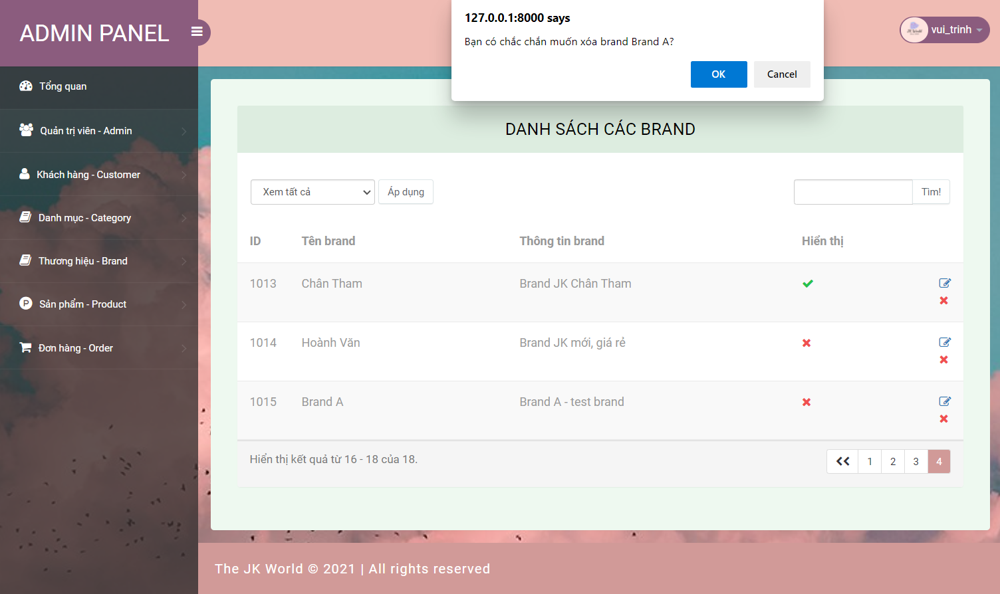 ADMIN PANEL
127.0.0.1:8000 says
Bạn có chắc chắn muốn xóa brand Brand A?
OK
Cancel
vui_trinh
Tổng quan
Quản trị viên - Admin
Khách hàng - Customer
Danh mục - Category
Thương hiệu - Brand
Sản phẩm - Product
Đơn hàng - Order
DANH SÁCH CÁC BRAND
Xem tất cả
Áp dụng
Tìm!
ID Tên brand Thông tin brand Hiển thị
1013 Chân Tham Brand JK Chân Tham
1014 Hoành Văn Brand JK mới, giá rẻ
1015 Brand A Brand A - test brand
Hiển thị kết quả từ 16 - 18 của 18.
1 2 3 4
The JK World © 2021 | All rights reserved